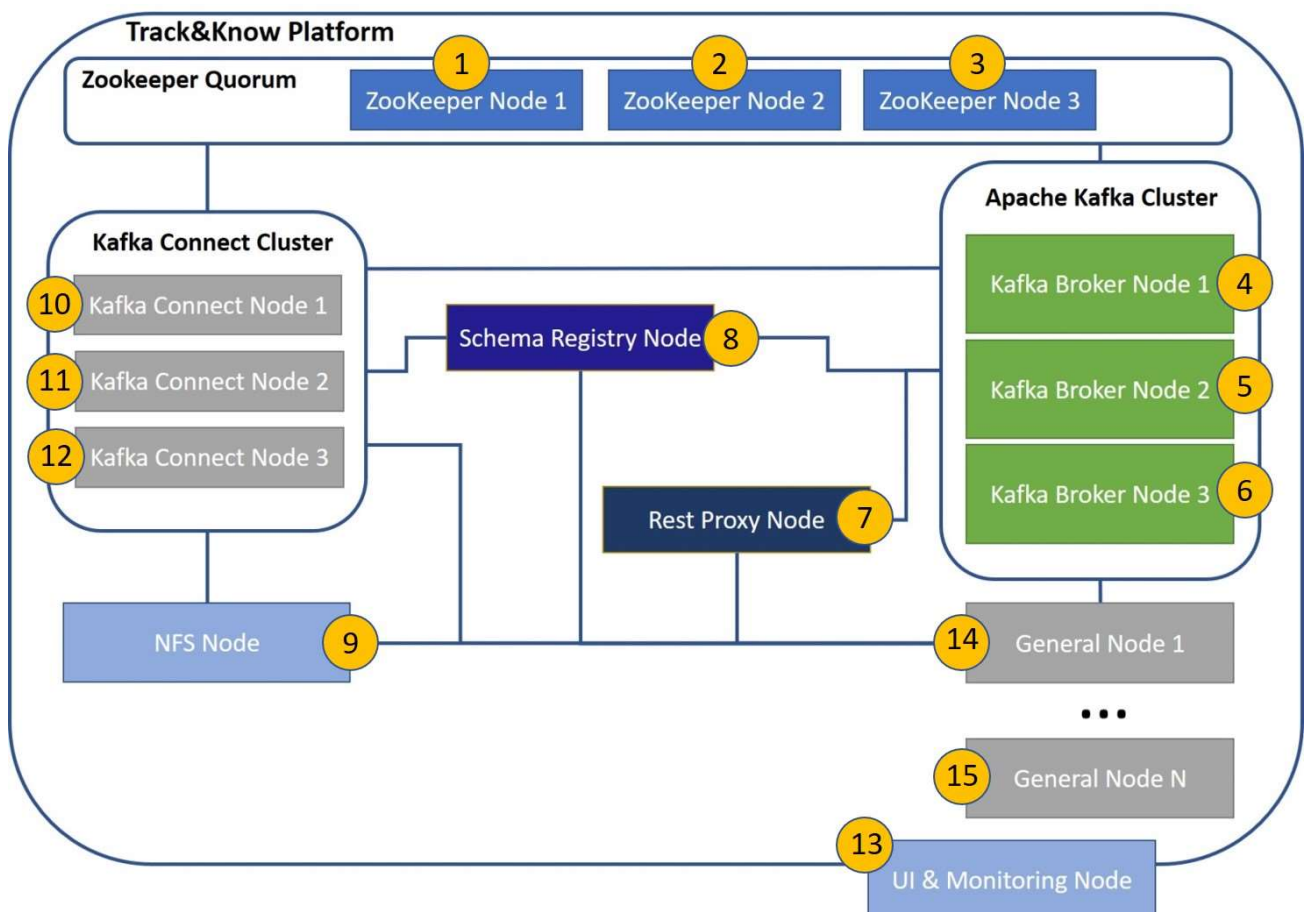 Track&Know Platform
Zookeeper Quorum
1
ZooKeeper Node 1
2
ZooKeeper Node 2
3
ZooKeeper Node 3
Kafka Connect Cluster
10
Kafka Connect Node 1
11
Kafka Connect Node 2
12
Kafka Connect Node 3
Apache Kafka Cluster
Kafka Broker Node 1
4
Kafka Broker Node 2
5
Kafka Broker Node 3
6
Schema Registry Node
8
Rest Proxy Node
7
NFS Node
9
14
General Node 1
...
15
General Node N
13
UI & Monitoring Node